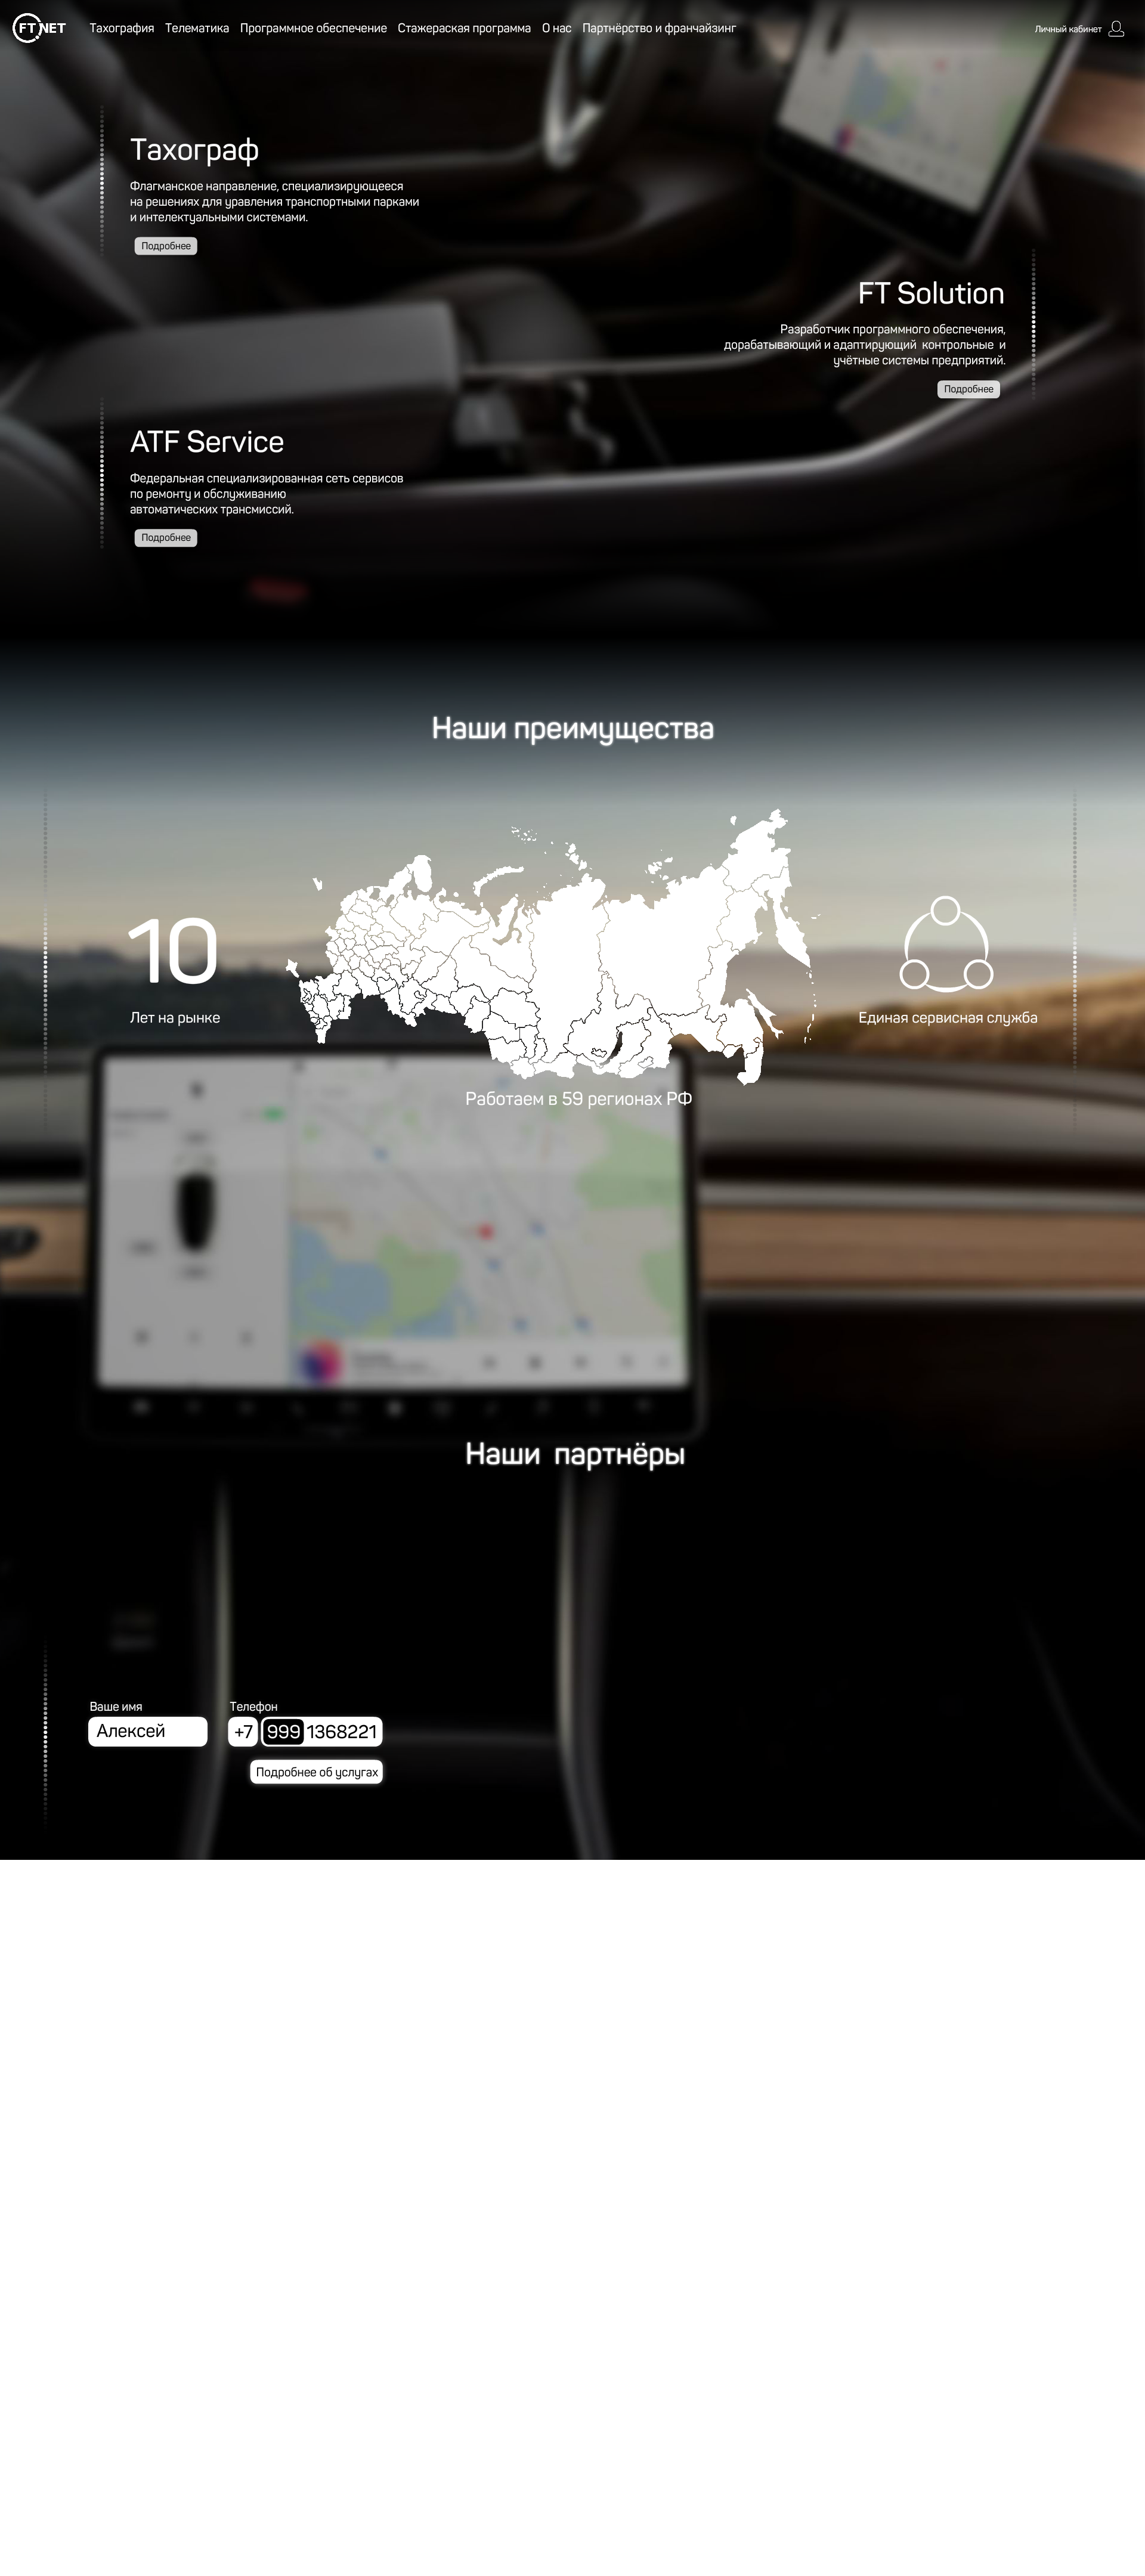 FT NET
Тахография Телематика Программное обеспечение Стажераская программа О нас Партнёрство и франчайзинг
Личный кабинет
Тахограф
Флагманское направление, специализирующееся
на решениях для уравления транспортными парками
и интелектуальными системами.
Подробнее
FT Solution
Разработчик программного обеспечения,
дорабатывающий и адаптирующий контрольные и
учётные системы предприятий.
Подробнее
ATF Service
Федеральная специализированная сеть сервисов
по ремонту и обслуживанию
автоматических трансмиссий.
Подробнее
Наши преимущества
10
Лет на рынке
Работаем в 59 регионах РФ
Единая сервисная служба
Наши партнёры
Ваше имя
Алексей
Телефон
+7 999 1368221
Подробнее об услугах